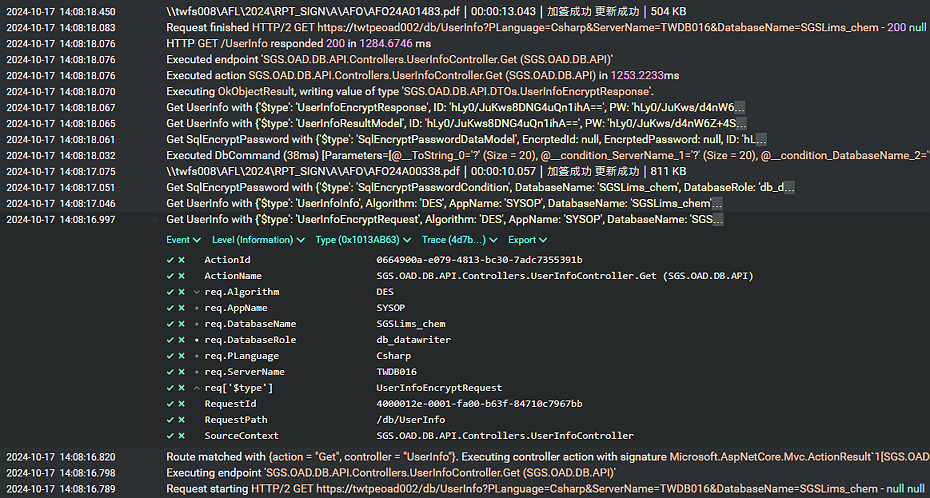 2024-10-17 14:08:18.450 \\twfs008\AFL\2024\RPT_SIGN\A\AFO\AFO24A01483.pdf | 00:00:13.043 | 加簽成功 更新成功 | 504 KB
2024-10-17 14:08:18.083 Request finished HTTP/2 GET https://twtpeoad002/db/UserInfo?PLanguage=Csharp&ServerName=TWDB016&DatabaseName=SGSLims_chem - 200 null
2024-10-17 14:08:18.076 HTTP GET /UserInfo responded 200 in 1284.6746 ms
2024-10-17 14:08:18.076 Executed endpoint 'SGS.OAD.DB.API.Controllers.UserInfoController.Get (SGS.OAD.DB.API)'
2024-10-17 14:08:18.076 Executed action SGS.OAD.DB.API.Controllers.UserInfoController.Get (SGS.OAD.DB.API) in 1253.2233ms
2024-10-17 14:08:18.070 Executing OkObjectResult, writing value of type 'SGS.OAD.DB.API.DTOs.UserInfoEncryptResponse'.
2024-10-17 14:08:18.067 Get UserInfo with {'$type': 'UserInfoEncryptResponse', ID: 'hLy0/JuKws8DNG4uQn1ihA==', PW: 'hLy0/JuKws/d4nW6...
2024-10-17 14:08:18.065 Get UserInfo with {'$type': 'UserInfoResultModel', ID: 'hLy0/JuKws8DNG4uQn1ihA==', PW: 'hLy0/JuKws/d4nW6Z+4S...
2024-10-17 14:08:18.061 Get SqlEncryptPassword with {'$type': 'SqlEncryptPasswordDataModel', EncrptedId: null, EncrptedPassword: null, ID: 'hL...
2024-10-17 14:08:18.032 Executed DbCommand (38ms) [Parameters=[@__ToString_0='?' (Size = 20), @__condition_ServerName_1='?' (Size = 20), @__condition_DatabaseName_2='
2024-10-17 14:08:17.075 \\twfs008\AFL\2024\RPT_SIGN\A\AFO\AFO24A00338.pdf | 00:00:10.057 | 加簽成功 更新成功 | 811 KB
2024-10-17 14:08:17.051 Get SqlEncryptPassword with {'$type': 'SqlEncryptPasswordCondition', DatabaseName: 'SGSLims_chem', DatabaseRole: 'db_d...
2024-10-17 14:08:17.046 Get UserInfo with {'$type': 'UserInfoInfo', Algorithm: 'DES', AppName: 'SYSOP', DatabaseName: 'SGSLims_chem'...
2024-10-17 14:08:16.997 Get UserInfo with {'$type': 'UserInfoEncryptRequest', Algorithm: 'DES', AppName: 'SYSOP', DatabaseName: 'SGS...
Event Level (Information) Type (0x1013AB63) Trace (4d7b...) Export
ActionId 0664900a-e079-4813-bc30-7adc7355391b
ActionName SGS.OAD.DB.API.Controllers.UserInfoController.Get (SGS.OAD.DB.API)
req.Algorithm DES
req.AppName SYSOP
req.DatabaseName SGSLims_chem
req.DatabaseRole db_datawriter
req.PLanguage Csharp
req.ServerName TWDB016
req['$type'] UserInfoEncryptRequest
RequestId 4000012e-0001-fa00-b63f-84710c7967bb
RequestPath /db/UserInfo
SourceContext SGS.OAD.DB.API.Controllers.UserInfoController
2024-10-17 14:08:16.820 Route matched with {action = "Get", controller = "UserInfo"}. Executing controller action with signature Microsoft.AspNetCore.Mvc.ActionResult`1[SGS.OAD
2024-10-17 14:08:16.798 Executing endpoint 'SGS.OAD.DB.API.Controllers.UserInfoController.Get (SGS.OAD.DB.API)'
2024-10-17 14:08:16.789 Request starting HTTP/2 GET https://twtpeoad002/db/UserInfo?PLanguage=Csharp&ServerName=TWDB016&DatabaseName=SGSLims_chem - null null